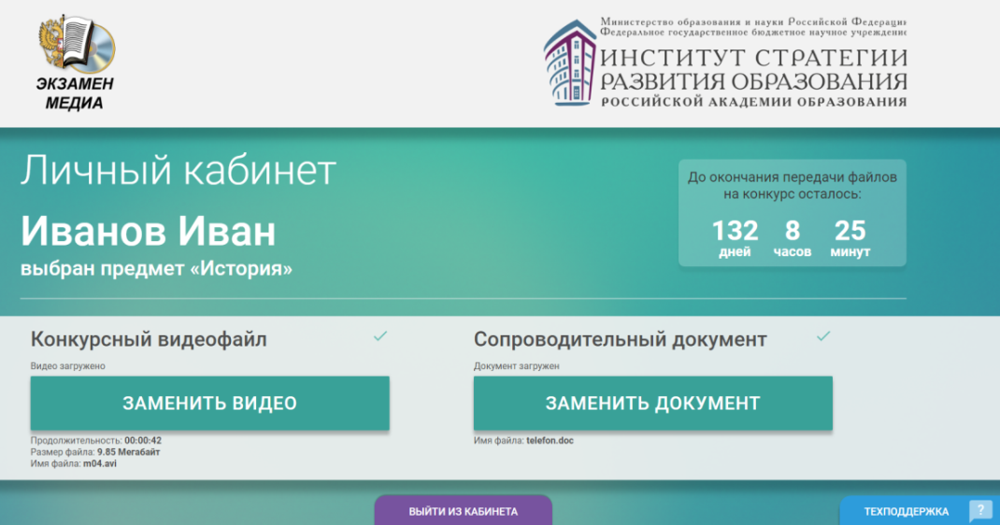 ЭКЗАМЕН
МЕДИА
Министерство образования и науки Российской Федерации
Федеральное государственное бюджетное научное учреждение
ИНСТИТУТ СТРАТЕГИИ
РАЗВИТИЯ ОБРАЗОВАНИЯ
РОССИЙСКОЙ АКАДЕМИИ ОБРАЗОВАНИЯ
Личный кабинет
Иванов Иван
выбран предмет «История»
До окончания передачи файлов
на конкурс осталось:
132 8 25
дней часов минут
Конкурсный видеофайл
Видео загружено
ЗАМЕНИТЬ ВИДЕО
Продолжительность: 00:00:42
Размер файла: 9.85 Мегабайт
Имя файла: m04.avi
Сопроводительный документ
Документ загружен
ЗАМЕНИТЬ ДОКУМЕНТ
Имя файла: telefon.doc
ВЫЙТИ ИЗ КАБИНЕТА
ТЕХПОДДЕРЖКА ?